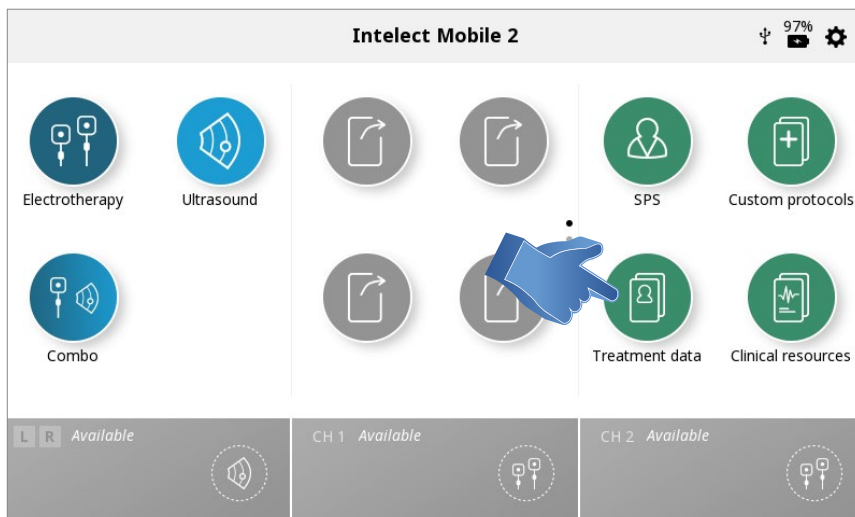 Intelect Mobile 2
97%
Electrotherapy
Ultrasound
SPS
Custom protocols
Combo
Treatment data
Clinical resources
L R Available
CH 1 Available
CH 2 Available